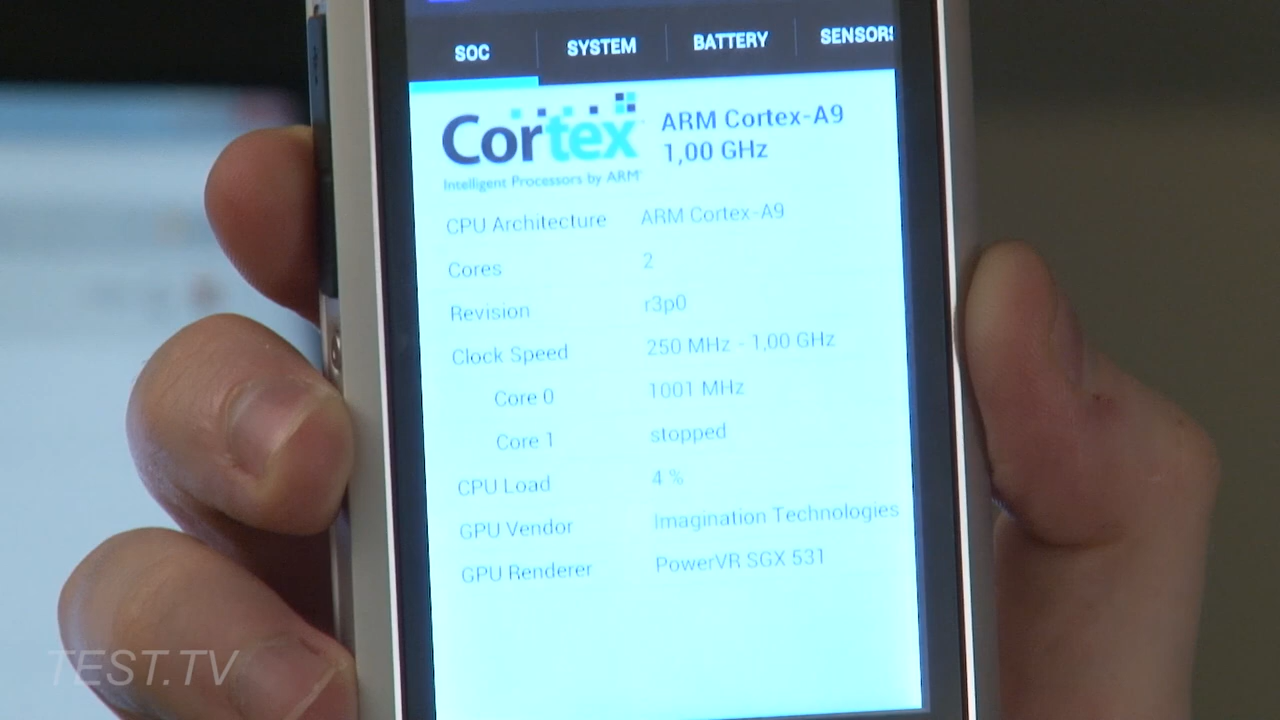 SOC SYSTEM BATTERY SENSORS
Cortex
Intelligent Processors by ARM
ARM Cortex-A9
1,00 GHz
CPU Architecture ARM Cortex-A9
Cores 2
Revision r3p0
Clock Speed 250 MHz - 1,00 GHz
Core 0 1001 MHz
Core 1 stopped
CPU Load 4 %
GPU Vendor Imagination Technologies
GPU Renderer PowerVR SGX 531
TEST.TV